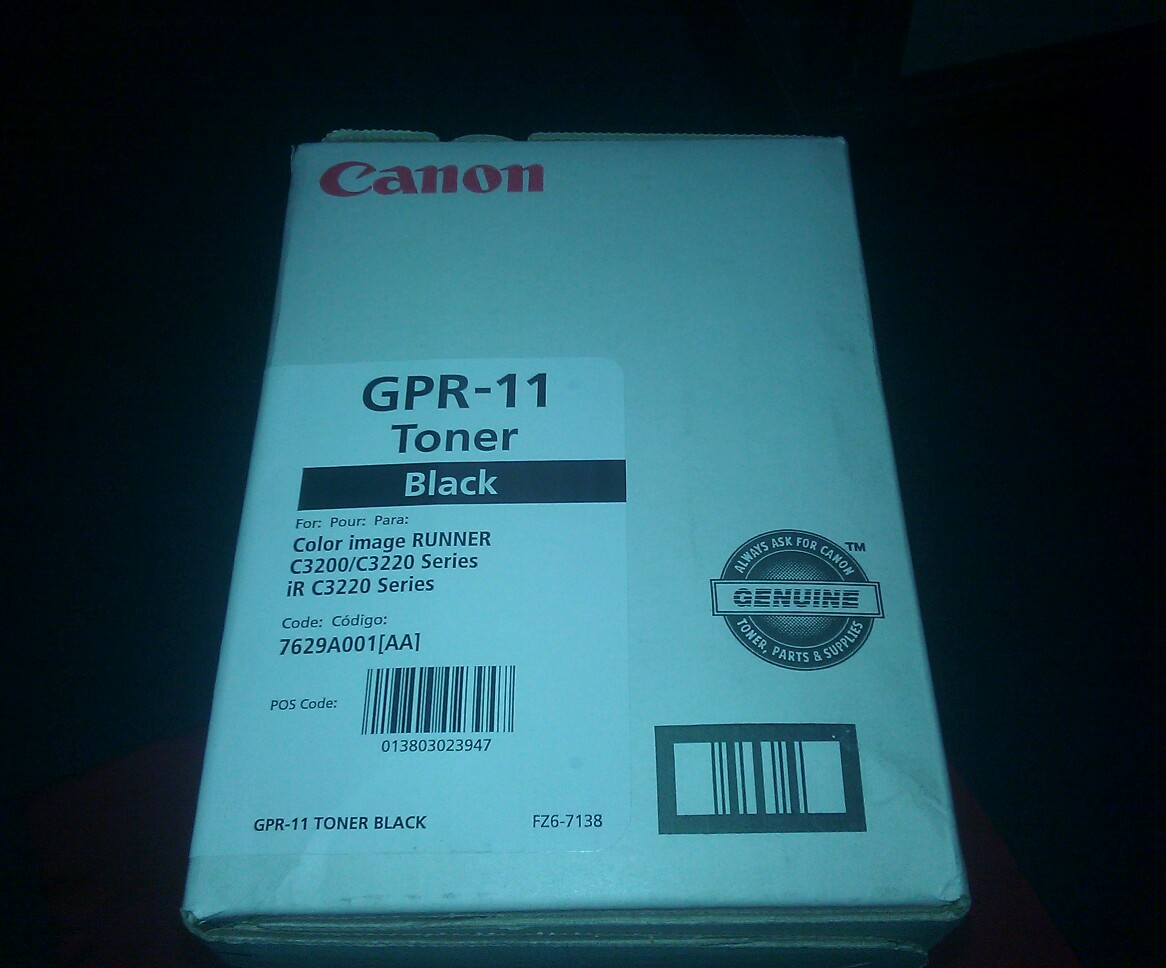 Canon
GPR-11
Toner
Black
For: Pour: Para:
Color image RUNNER
C3200/C3220 Series
iR C3220 Series
Code: Código:
7629A001[AA]
POS Code:
013803023947
GPR-11 TONER BLACK
FZ6-7138
ALWAYS ASK FOR CANON
TM
GENUINE
TONER, PARTS & SUPPLIES